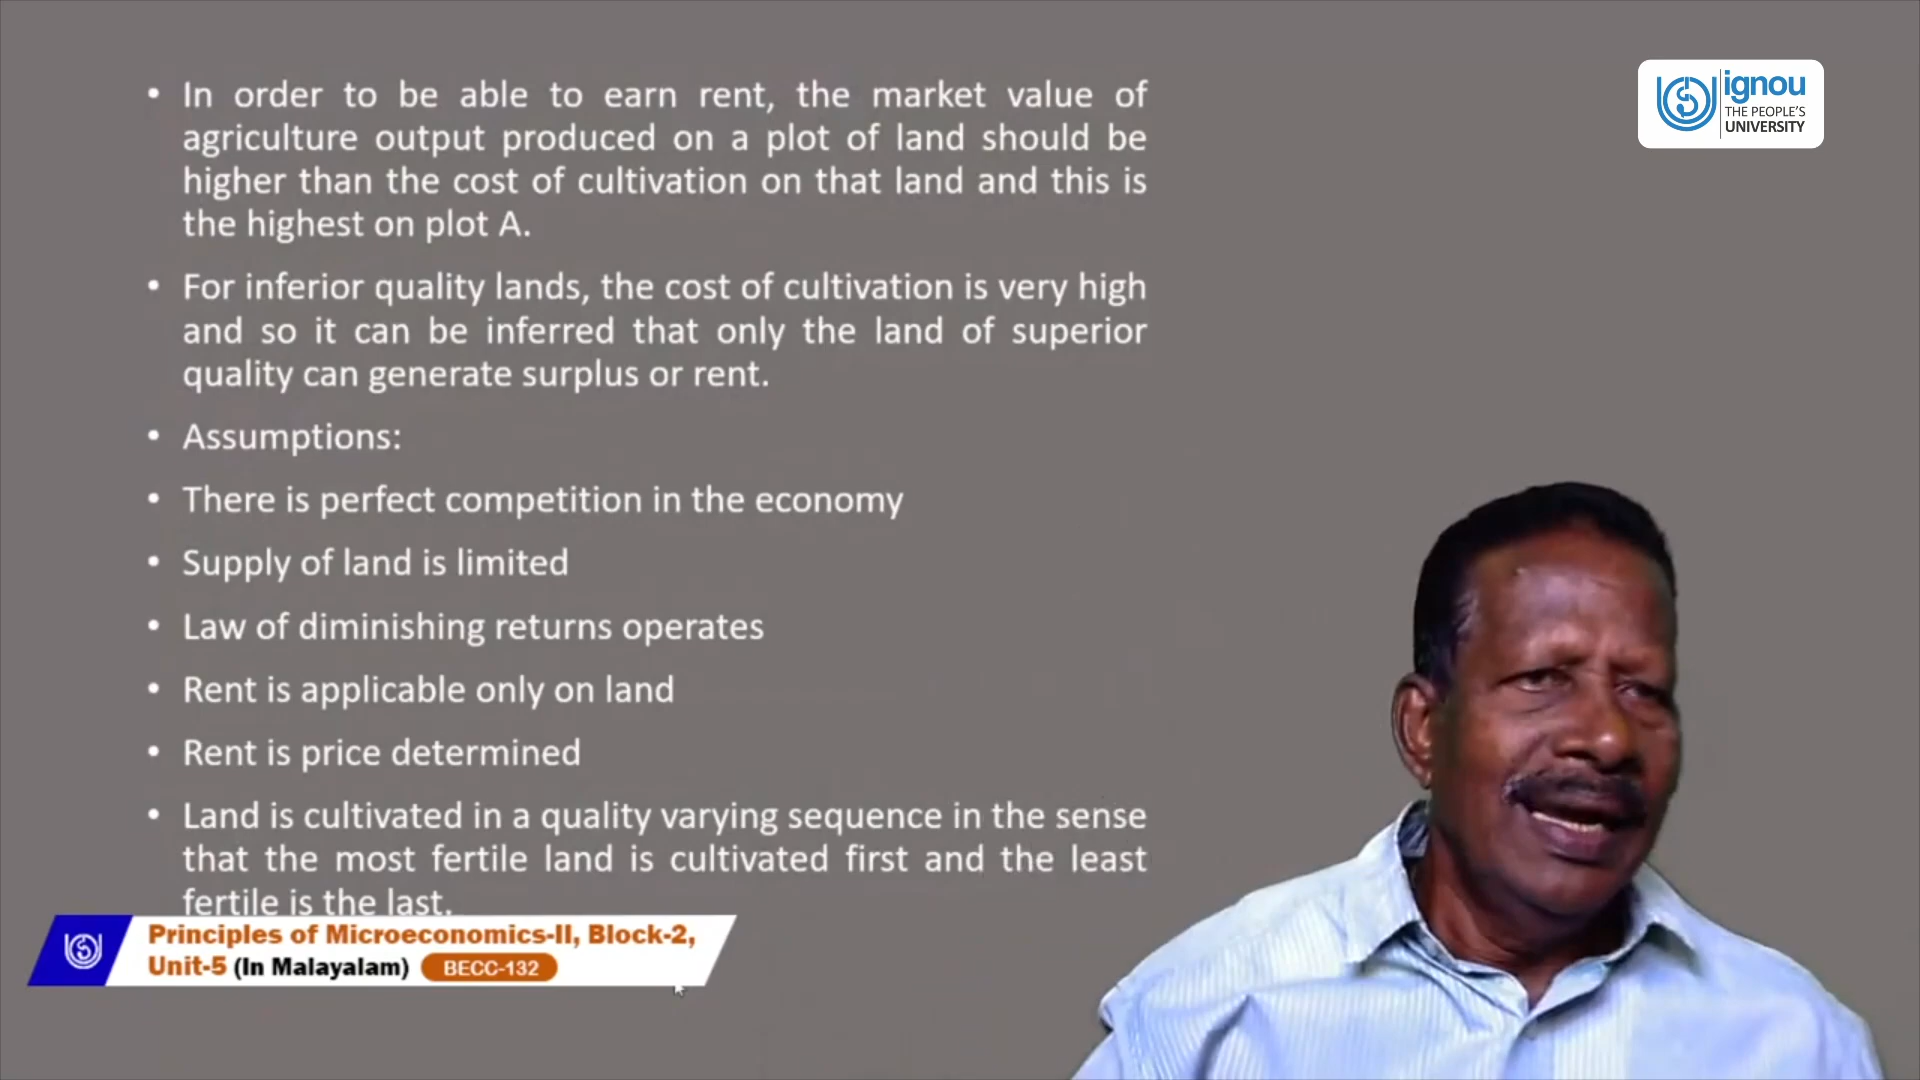 • In order to be able to earn rent, the market value of
agriculture output produced on a plot of land should be
higher than the cost of cultivation on that land and this is
the highest on plot A.
• For inferior quality lands, the cost of cultivation is very high
and so it can be inferred that only the land of superior
quality can generate surplus or rent.
• Assumptions:
• There is perfect competition in the economy
• Supply of land is limited
• Law of diminishing returns operates
• Rent is applicable only on land
• Rent is price determined
• Land is cultivated in a quality varying sequence in the sense
that the most fertile land is cultivated first and the least
fertile is the last.
ignou
THE PEOPLE'S
UNIVERSITY
Principles of Microeconomics-II, Block-2,
Unit-5 (In Malayalam) BECC-132